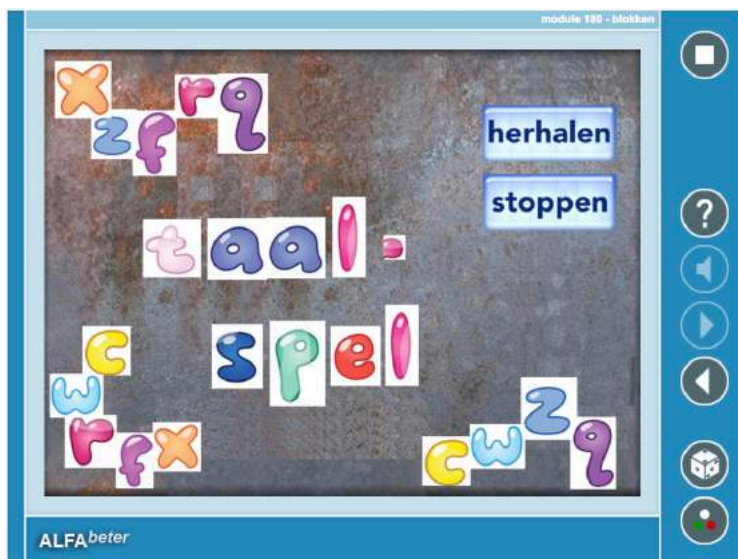 module 180 - blokken
x z f r q
herhalen
stoppen
taal-
spel
c w r f x
c w z q
?
ALFAbeter